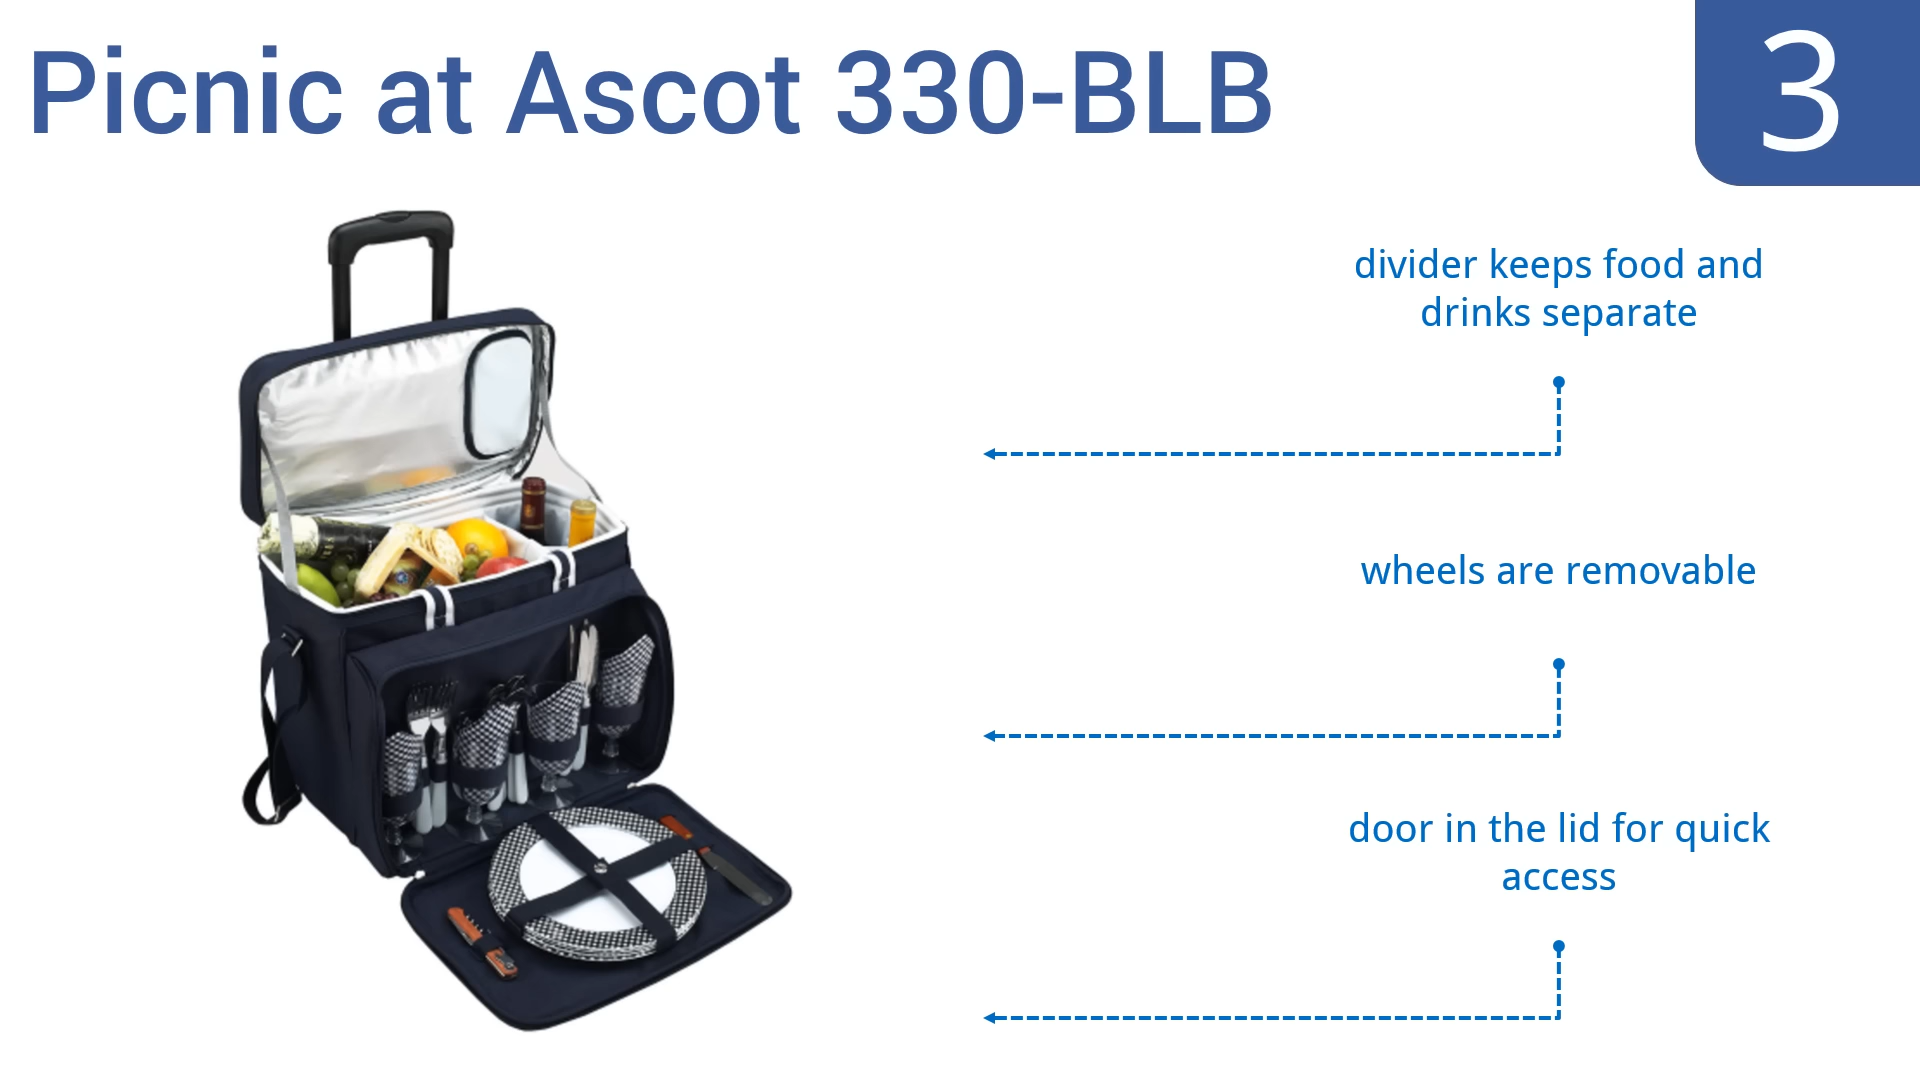 Picnic at Ascot 330-BLB
3
divider keeps food and
drinks separate
wheels are removable
door in the lid for quick
access